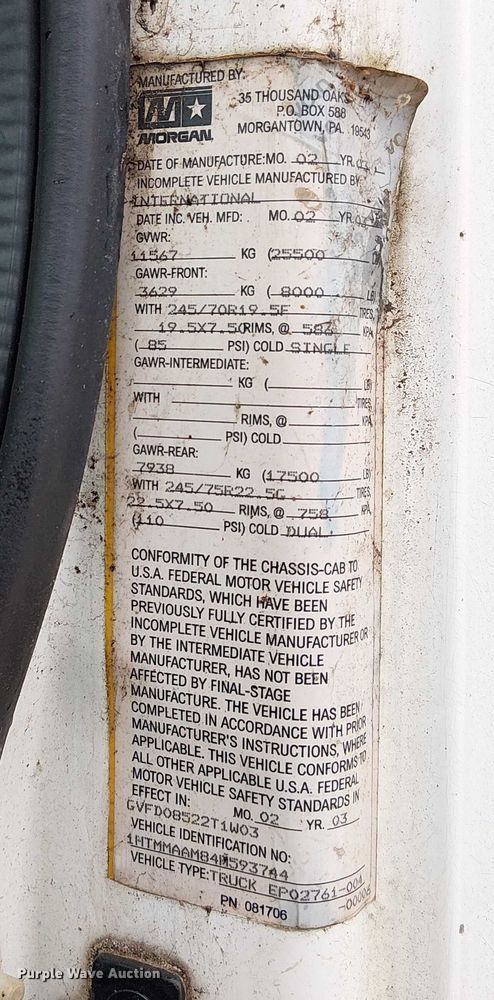 MANUFACTURED BY:
MORGAN
35 THOUSAND OAKS
P.O. BOX 588
MORGANTOWN, PA. 19543
DATE OF MANUFACTURE:MO. 02 YR. 03
INCOMPLETE VEHICLE MANUFACTURED BY
INTERNATIONAL
DATE INC. VEH. MFD: MO. 02 YR.
GVWR:
11567 KG (25500
GAWR-FRONT:
3629 KG (8000 LB)
WITH 245/70R19.5F TIRES,
19.5X7.50 RIMS, @ 586 KPA
(85 PSI) COLD SINGLE
GAWR-INTERMEDIATE:
KG ( LB)
WITH TIRES,
RIMS, @ KPA
( PSI) COLD
GAWR-REAR:
7938 KG (17500 LB)
WITH 245/75R22.5G TIRES,
22.5X7.50 RIMS, @ 758 KPA,
(110 PSI) COLD DUAL
CONFORMITY OF THE CHASSIS-CAB TO
U.S.A. FEDERAL MOTOR VEHICLE SAFETY
STANDARDS, WHICH HAVE BEEN
PREVIOUSLY FULLY CERTIFIED BY THE
INCOMPLETE VEHICLE MANUFACTURER OR
BY THE INTERMEDIATE VEHICLE
MANUFACTURER, HAS NOT BEEN
AFFECTED BY FINAL-STAGE
MANUFACTURE. THE VEHICLE HAS BEEN
COMPLETED IN ACCORDANCE WITH PRIOR
MANUFACTURER'S INSTRUCTIONS, WHERE
APPLICABLE. THIS VEHICLE CONFORMS TO
ALL OTHER APPLICABLE U.S.A. FEDERAL
MOTOR VEHICLE SAFETY STANDARDS IN
EFFECT IN: MO. 02 YR. 03
GVFD08522T1W03
VEHICLE IDENTIFICATION NO:
1HTMMAAM84H593744
VEHICLE TYPE: TRUCK EP02761-004
-00006
PN 081706
Purple Wave Auction